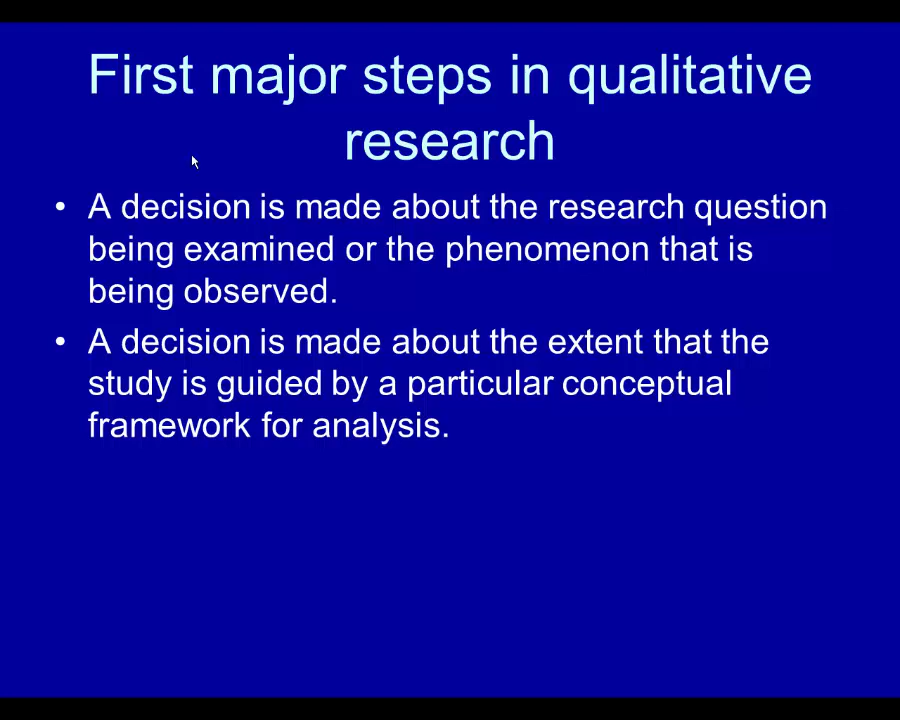 First major steps in qualitative
research
• A decision is made about the research question
being examined or the phenomenon that is
being observed.
• A decision is made about the extent that the
study is guided by a particular conceptual
framework for analysis.